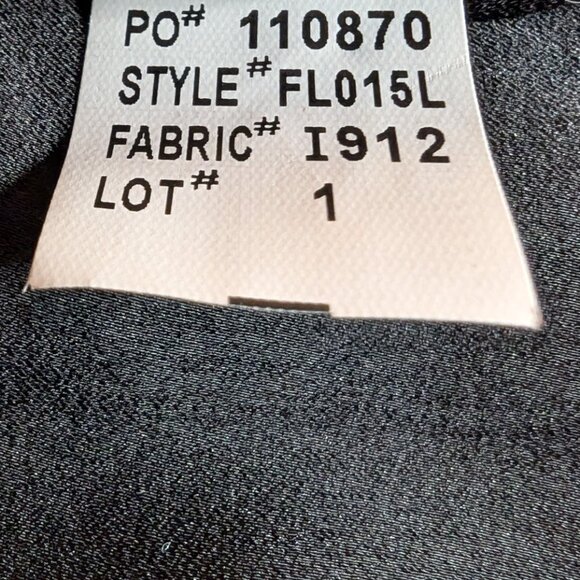 PO# 110870
STYLE# FL015L
FABRIC# I912
LOT# 1